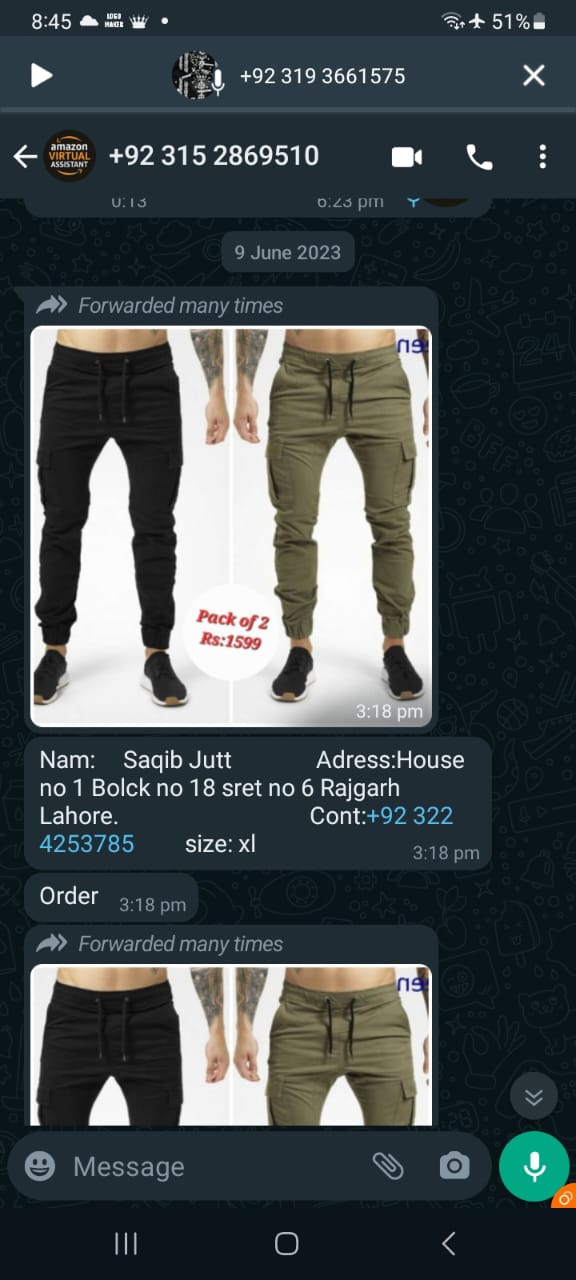 8:45
LOGO
MAKER
51%
+92 319 3661575
amazon
VIRTUAL
ASSISTANT
+92 315 2869510
0:13 6:23 pm
9 June 2023
Forwarded many times
Pack of 2
Rs:1599
3:18 pm
Nam: Saqib Jutt Adress:House
no 1 Bolck no 18 sret no 6 Rajgarh
Lahore. Cont:+92 322
4253785 size: xl 3:18 pm
Order 3:18 pm
Forwarded many times
Message